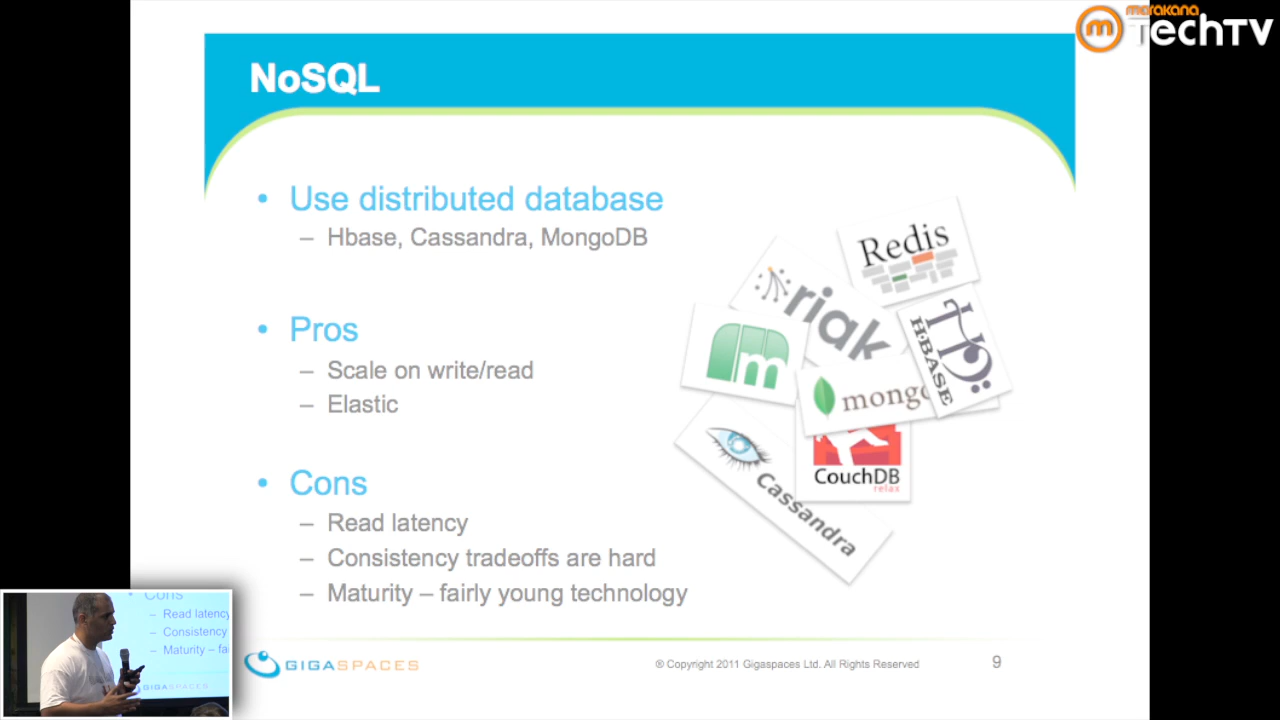 marakana
TechTV
NoSQL
• Use distributed database
– Hbase, Cassandra, MongoDB
• Pros
– Scale on write/read
– Elastic
• Cons
– Read latency
– Consistency tradeoffs are hard
– Maturity – fairly young technology
Redis
riak
HBASE
m
mongo
CouchDB
relax
Cassandra
Cons
– Read latency
– Consistency
– Maturity – fai
GIGASPACES
GIGASPACES
© Copyright 2011 Gigaspaces Ltd. All Rights Reserved
9